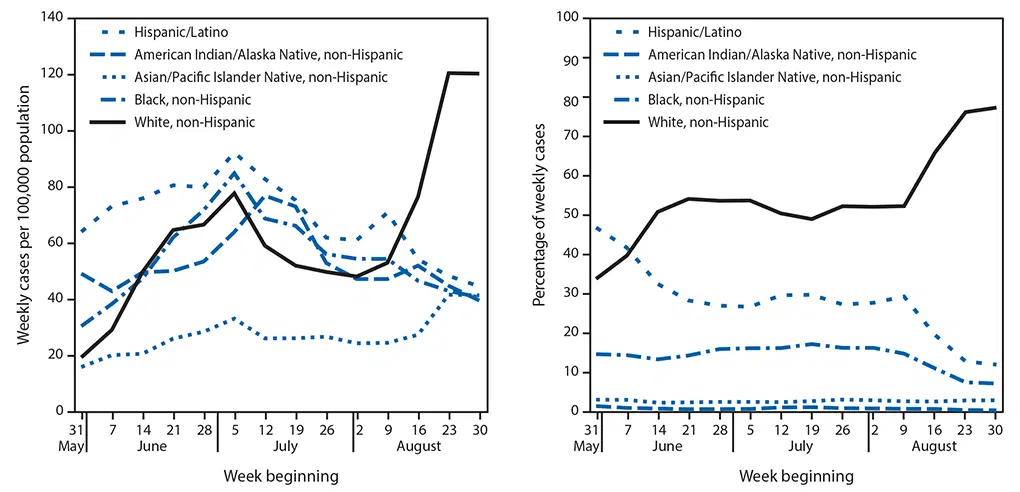 Weekly cases per 100,000 population
140
120
100
80
60
40
20
0
Hispanic/Latino
American Indian/Alaska Native, non-Hispanic
Asian/Pacific Islander Native, non-Hispanic
Black, non-Hispanic
White, non-Hispanic
31 7 14 21 28 5 12 19 26 2 9 16 23 30
May June July August
Week beginning
Percentage of weekly cases
100
90
80
70
60
50
40
30
20
10
0
Hispanic/Latino
American Indian/Alaska Native, non-Hispanic
Asian/Pacific Islander Native, non-Hispanic
Black, non-Hispanic
White, non-Hispanic
31 7 14 21 28 5 12 19 26 2 9 16 23 30
May June July August
Week beginning